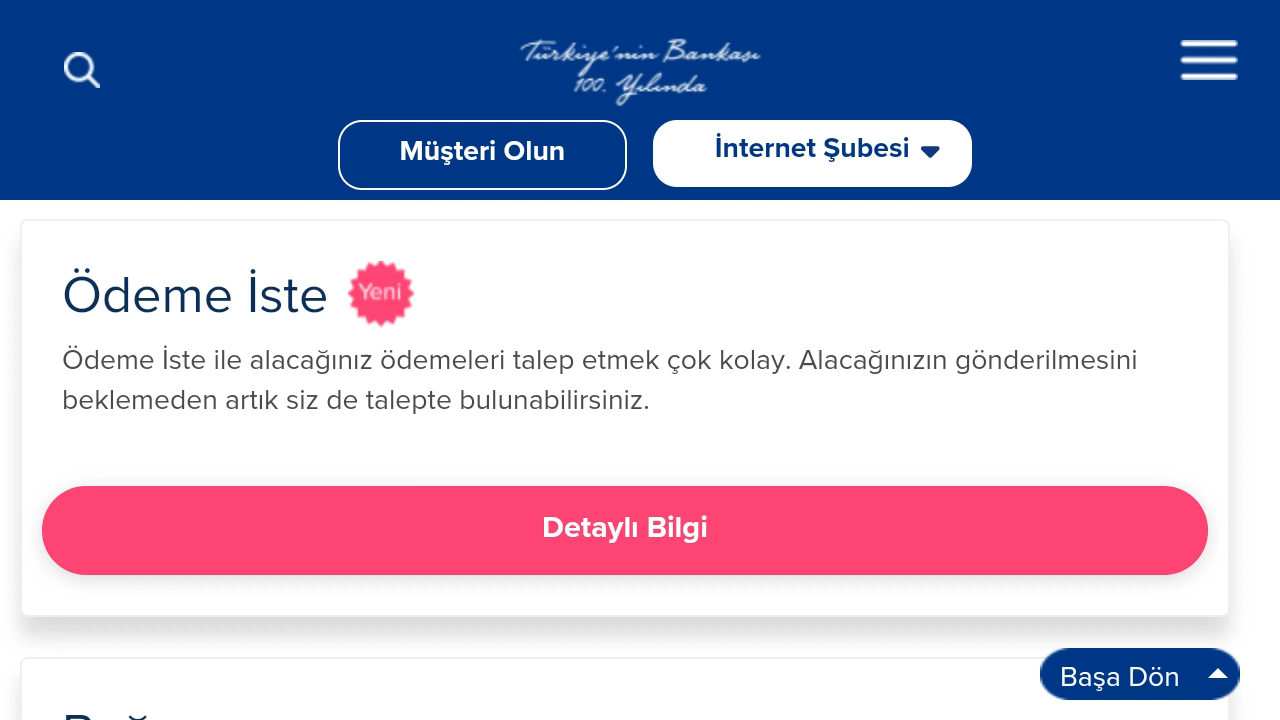 Türkiye'nin Bankası
100. Yılında
Müşteri Olun
İnternet Şubesi
Ödeme İste
Yeni
Ödeme İste ile alacağınız ödemeleri talep etmek çok kolay. Alacağınızın gönderilmesini
beklemeden artık siz de talepte bulunabilirsiniz.
Detaylı Bilgi
Başa Dön